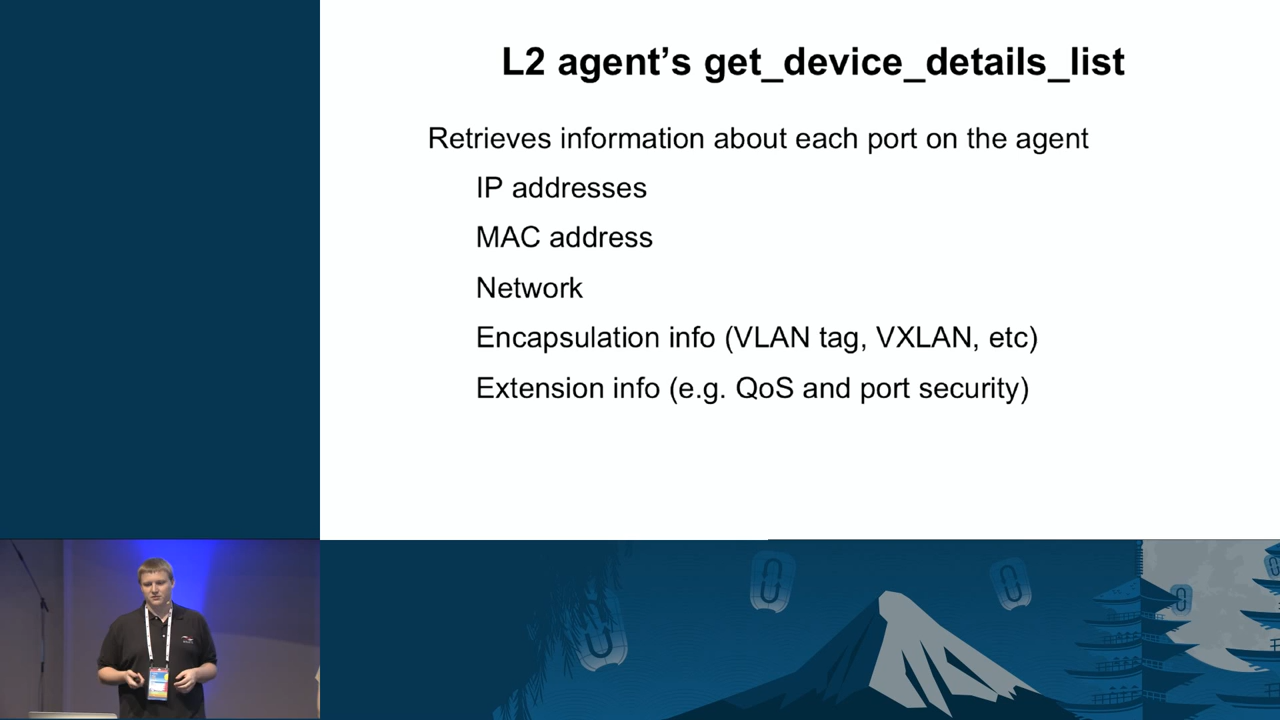 L2 agent’s get_device_details_list
Retrieves information about each port on the agent
IP addresses
MAC address
Network
Encapsulation info (VLAN tag, VXLAN, etc)
Extension info (e.g. QoS and port security)